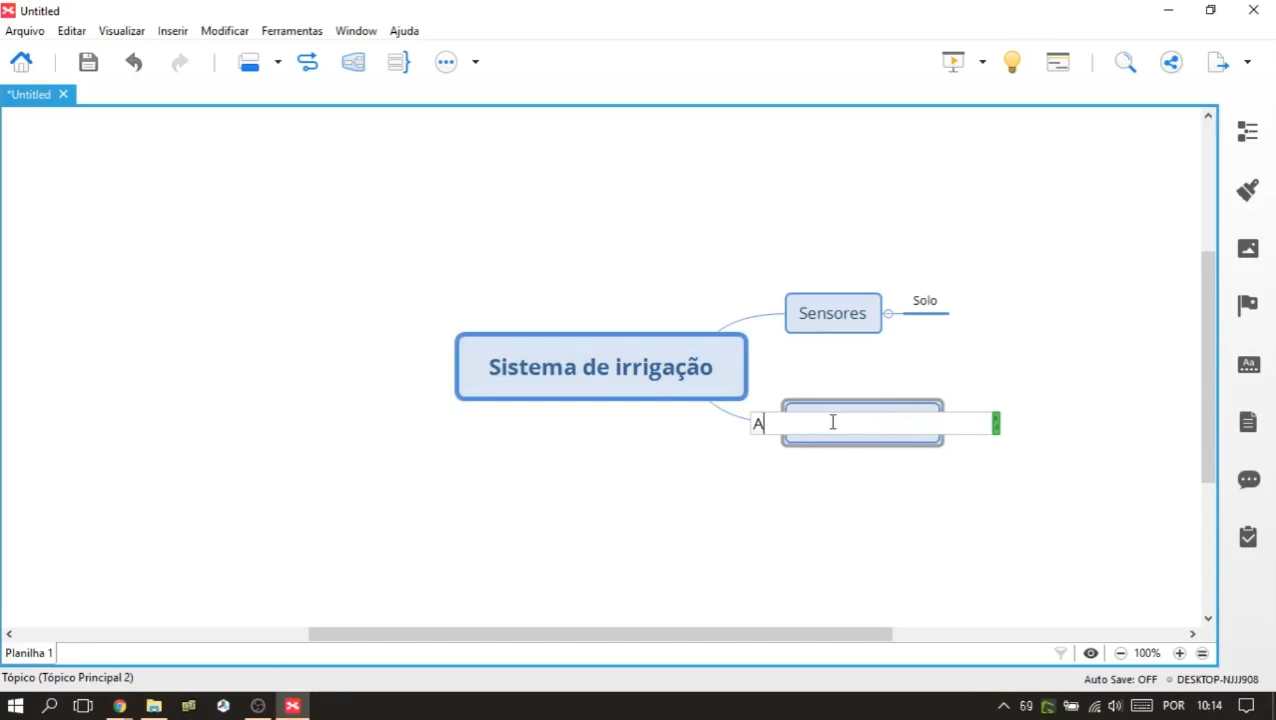 Untitled
Arquivo Editar Visualizar Inserir Modificar Ferramentas Window Ajuda
*Untitled
Solo
Sensores
Sistema de irrigação
A
Planilha 1
100%
Tópico (Tópico Principal 2)
Auto Save: OFF DESKTOP-NJJJ908
69 POR 10:14
Aa